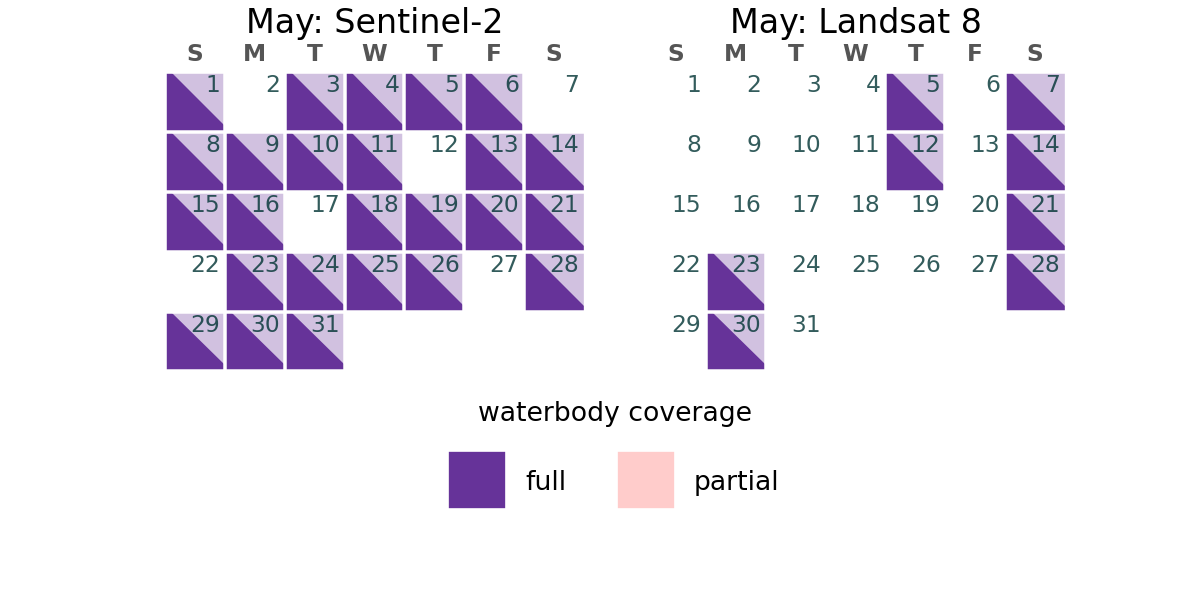 May: Sentinel-2
S M T W T F S
1 2 3 4 5 6 7
8 9 10 11 12 13 14
15 16 17 18 19 20 21
22 23 24 25 26 27 28
29 30 31
May: Landsat 8
S M T W T F S
1 2 3 4 5 6 7
8 9 10 11 12 13 14
15 16 17 18 19 20 21
22 23 24 25 26 27 28
29 30 31
waterbody coverage
full partial